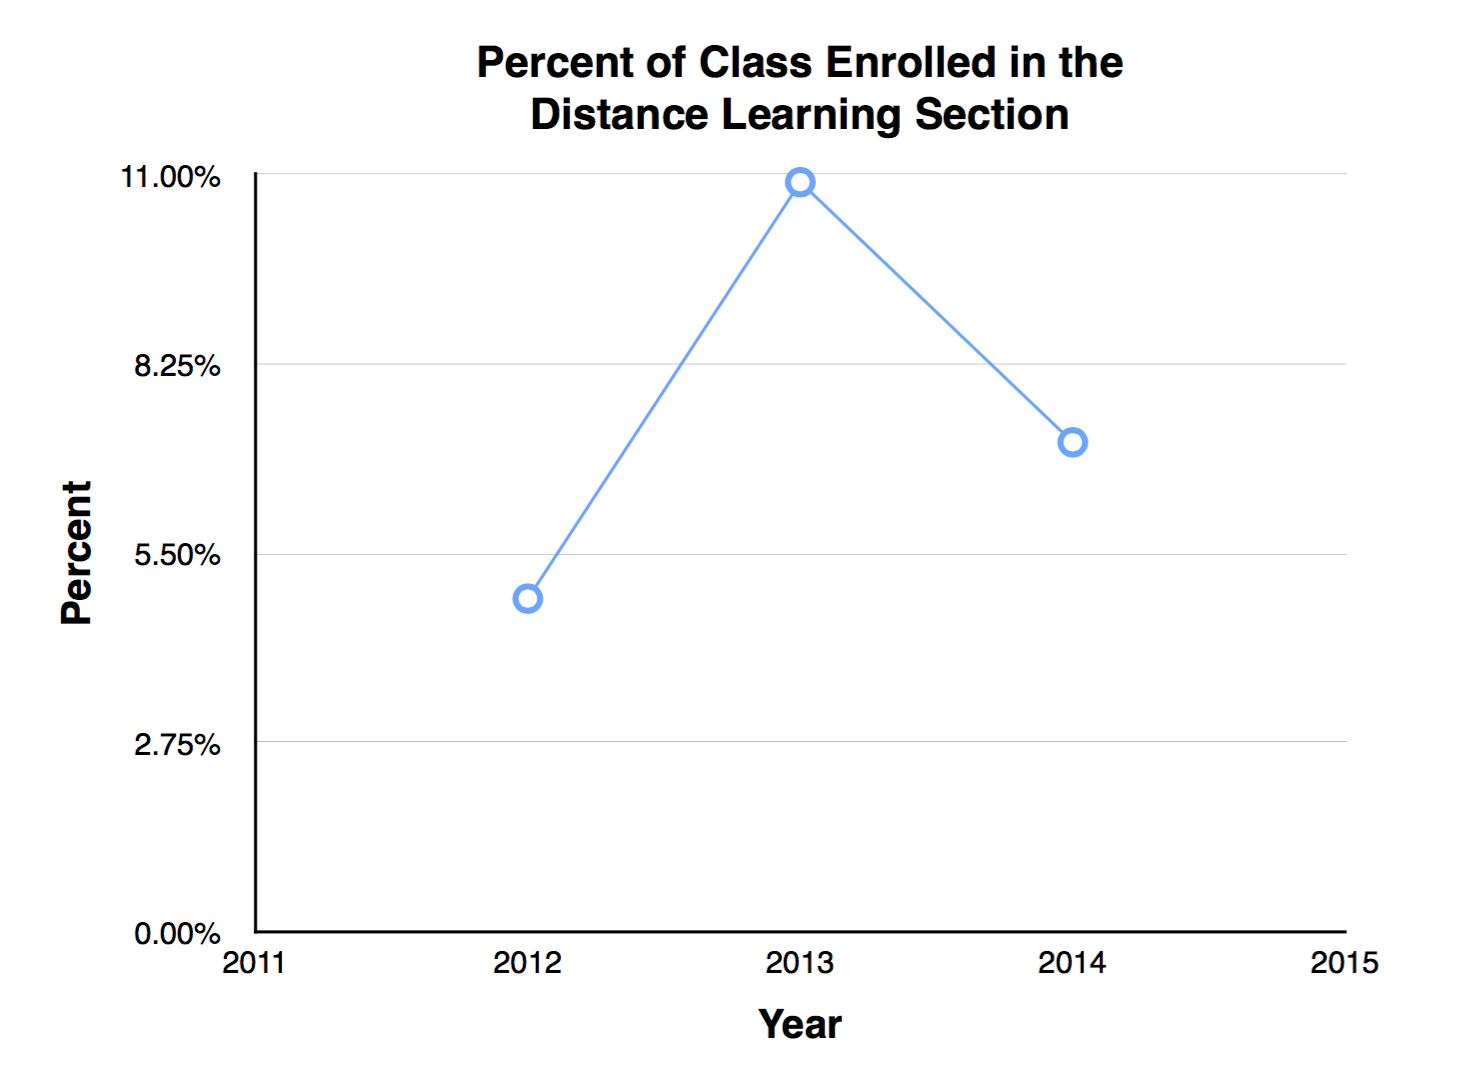 Percent of Class Enrolled in the
Distance Learning Section
11.00%
8.25%
5.50%
2.75%
0.00%
Percent
2011
2012
2013
2014
2015
Year